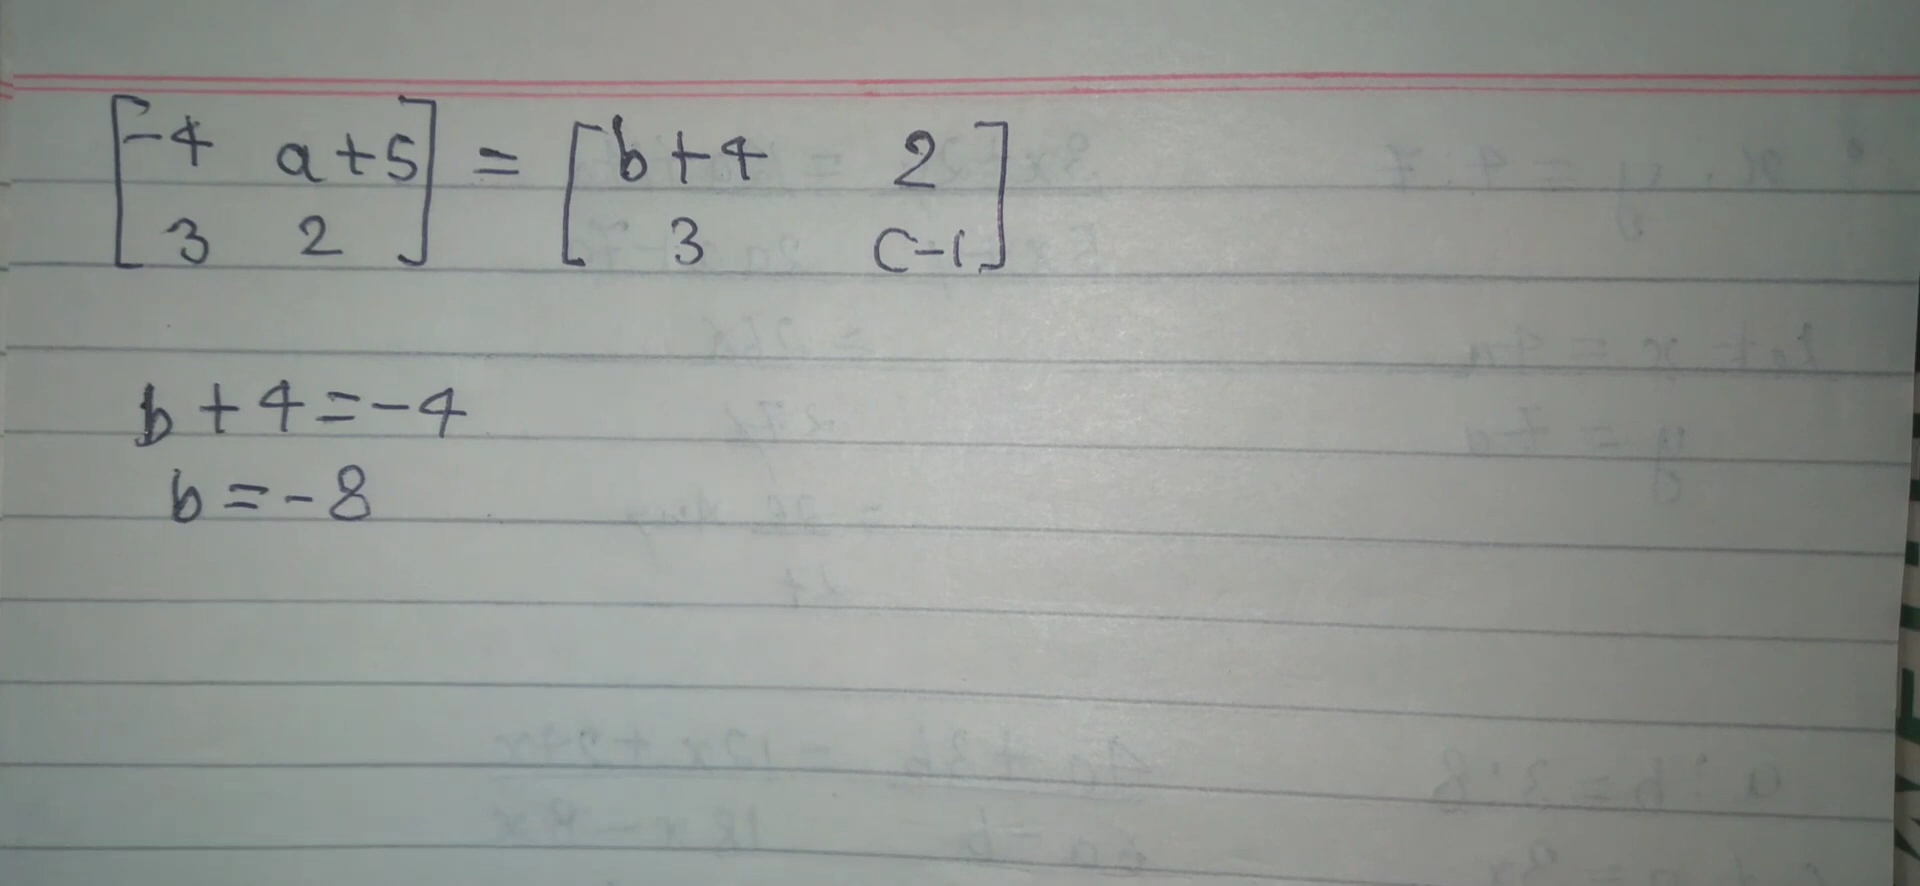 [-4 a+5] = [b+4 2]
[3 2] [3 C-1]
b+4=-4
b=-8